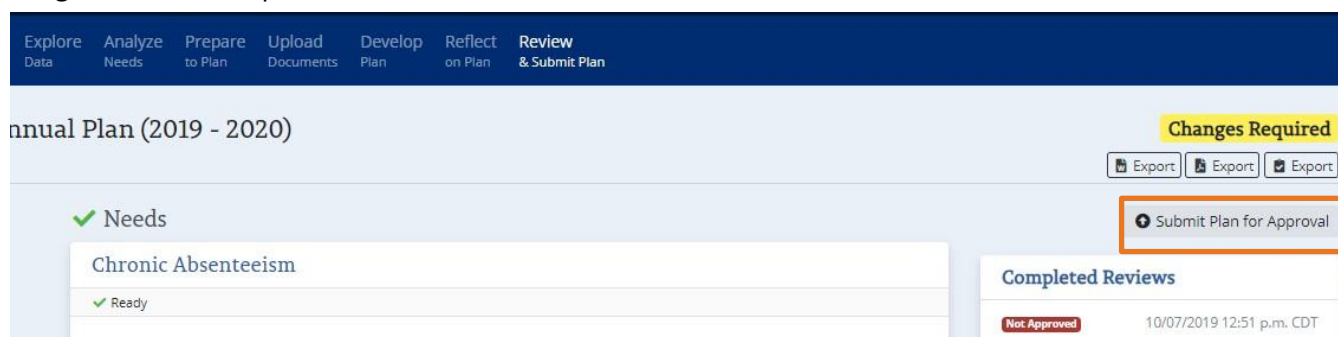 Explore Analyze Prepare Upload Develop Reflect Review
Data Needs to Plan Documents Plan on Plan & Submit Plan
nnual Plan (2019 - 2020)
Changes Required
Export Export Export
Needs
Submit Plan for Approval
Chronic Absenteeism
Completed Reviews
Ready
Not Approved 10/07/2019 12:51 p.m. CDT